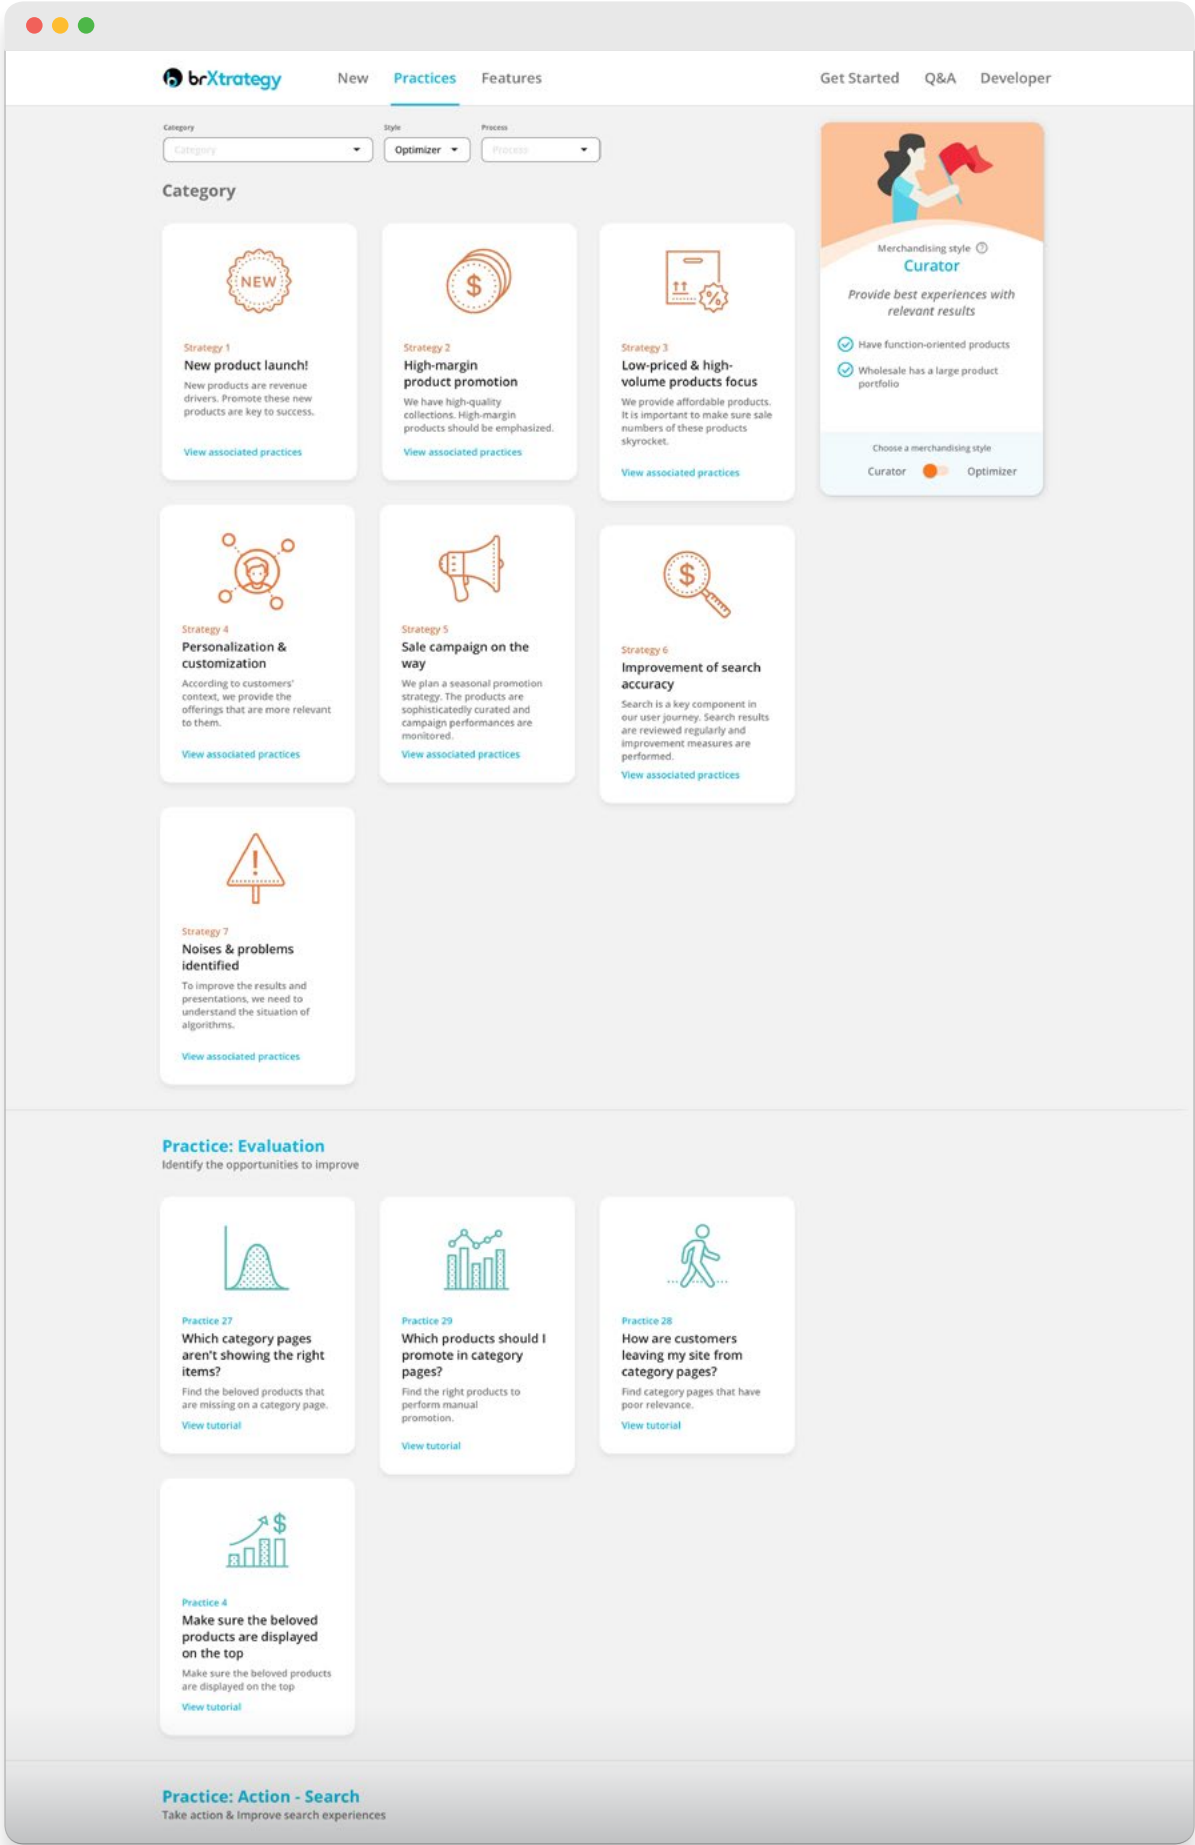 brXtrategy
New Practices Features
Get Started Q&A Developer
Category Style Process
Category Optimizer Process
Category
NEW
Strategy 1
New product launch!
New products are revenue
drivers. Promote these new
products are key to success.
View associated practices
$
Strategy 2
High-margin
product promotion
We have high-quality
collections. High-margin
products should be emphasized.
View associated practices
%
Strategy 3
Low-priced & high-
volume products focus
We provide affordable products.
It is important to make sure sale
numbers of these products
skyrocket.
View associated practices
Merchandising style ?
Curator
Provide best experiences with
relevant results
Have function-oriented products
Wholesale has a large product
portfolio
Choose a merchandising style
Curator Optimizer
Strategy 4
Personalization &
customization
According to customers'
context, we provide the
offerings that are more relevant
to them.
View associated practices
Strategy 5
Sale campaign on the
way
We plan a seasonal promotion
strategy. The products are
sophisticatedly curated and
campaign performances are
monitored.
View associated practices
$
Strategy 6
Improvement of search
accuracy
Search is a key component in
our user journey. Search results
are reviewed regularly and
improvement measures are
performed.
View associated practices
!
Strategy 7
Noises & problems
identified
To improve the results and
presentations, we need to
understand the situation of
algorithms.
View associated practices
Practice: Evaluation
Identify the opportunities to improve
Practice 27
Which category pages
aren't showing the right
items?
Find the beloved products that
are missing on a category page.
View tutorial
Practice 29
Which products should I
promote in category
pages?
Find the right products to
perform manual
promotion.
View tutorial
Practice 28
How are customers
leaving my site from
category pages?
Find category pages that have
poor relevance.
View tutorial
$
Practice 4
Make sure the beloved
products are displayed
on the top
Make sure the beloved products
are displayed on the top
View tutorial
Practice: Action - Search
Take action & Improve search experiences